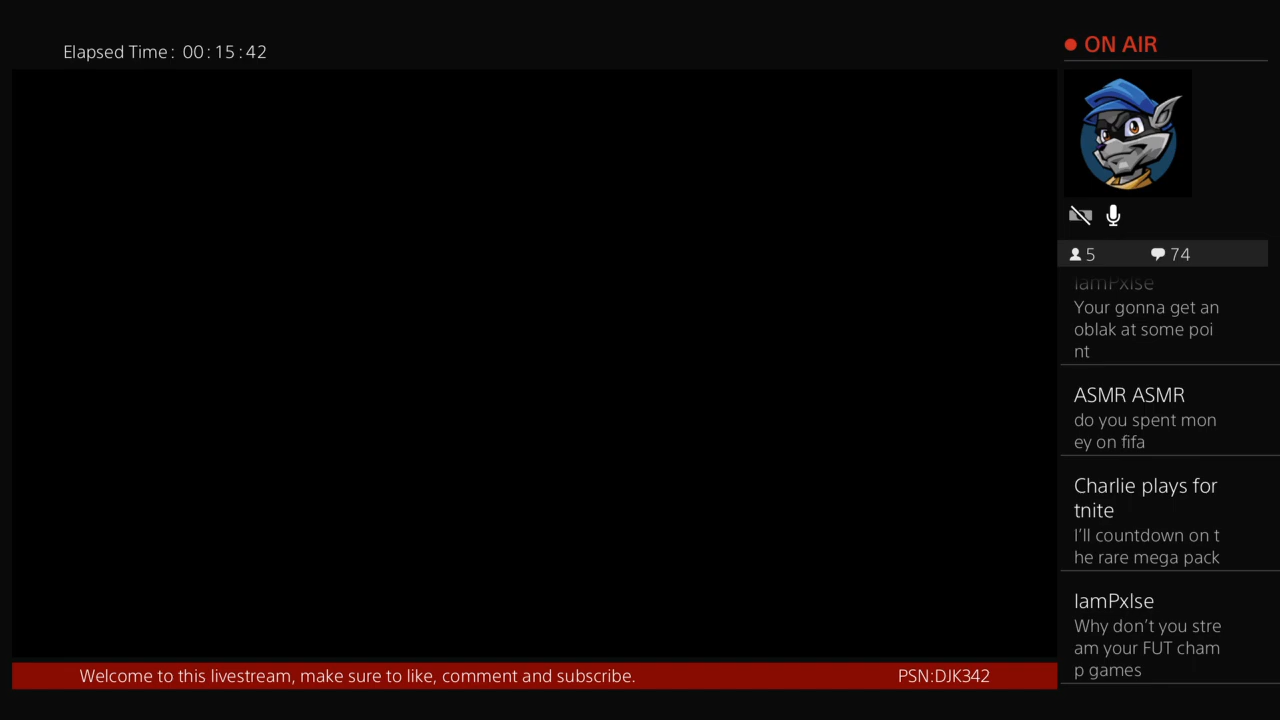 Elapsed Time: 00:15:42
ON AIR
5 74
IamPxlse
Your gonna get an
oblak at some poi
nt
ASMR ASMR
do you spent mon
ey on fifa
Charlie plays for
tnite
I'll countdown on t
he rare mega pack
IamPxlse
Why don't you stre
am your FUT cham
p games
Welcome to this livestream, make sure to like, comment and subscribe. PSN:DJK342